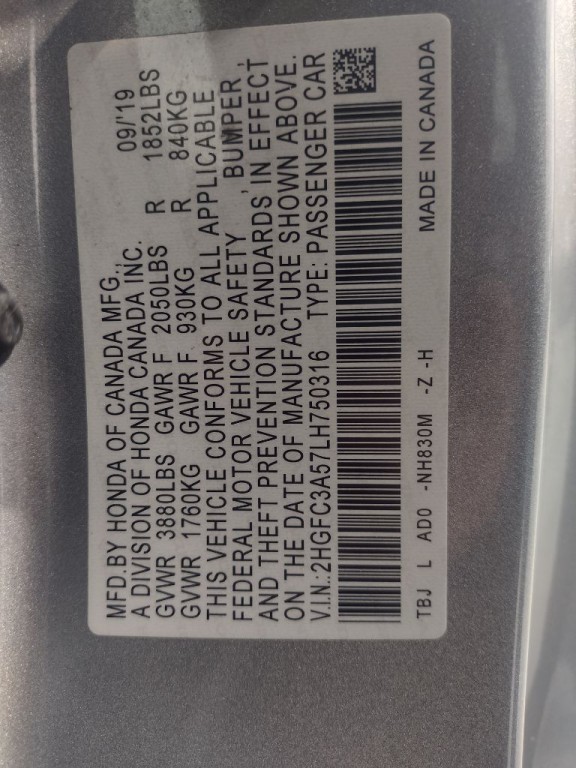 MFD.BY HONDA OF CANADA MFG., 09/'19
A DIVISION OF HONDA CANADA INC.
GVWR 3880LBS GAWR F 2050LBS R 1852LBS
GVWR 1760KG GAWR F 930KG R 840KG
THIS VEHICLE CONFORMS TO ALL APPLICABLE
FEDERAL MOTOR VEHICLE SAFETY, BUMPER,
AND THEFT PREVENTION STANDARDS IN EFFECT
ON THE DATE OF MANUFACTURE SHOWN ABOVE.
V.I.N.:2HGFC3A57LH750316 TYPE: PASSENGER CAR
TBJ L AD0 -NH830M -Z -H MADE IN CANADA